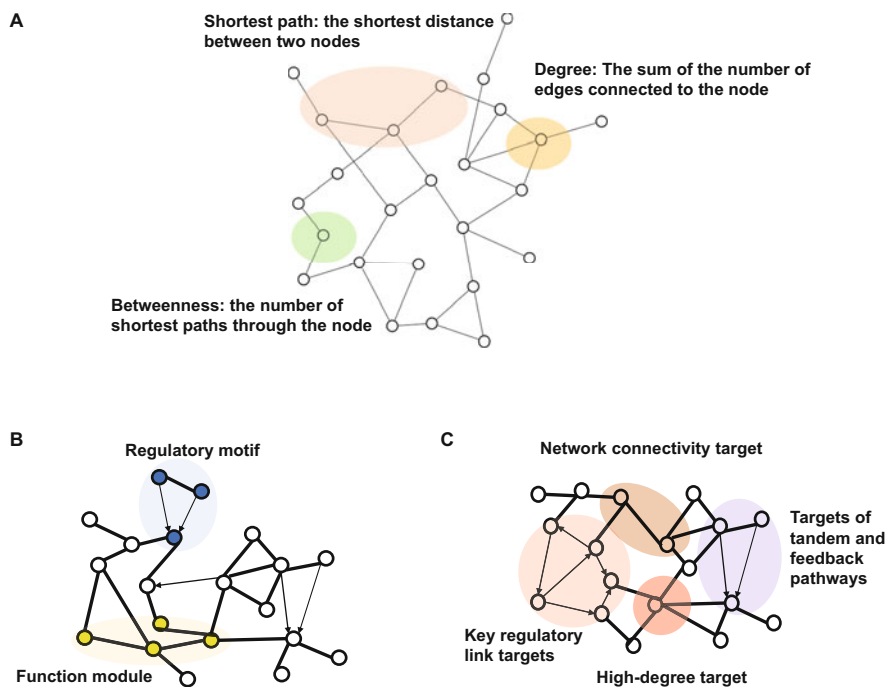 A
Shortest path: the shortest distance
between two nodes
Degree: The sum of the number of
edges connected to the node
Betweenness: the number of
shortest paths through the node
B
Regulatory motif
Function module
C
Network connectivity target
Targets of
tandem and
feedback
pathways
Key regulatory
link targets
High-degree target